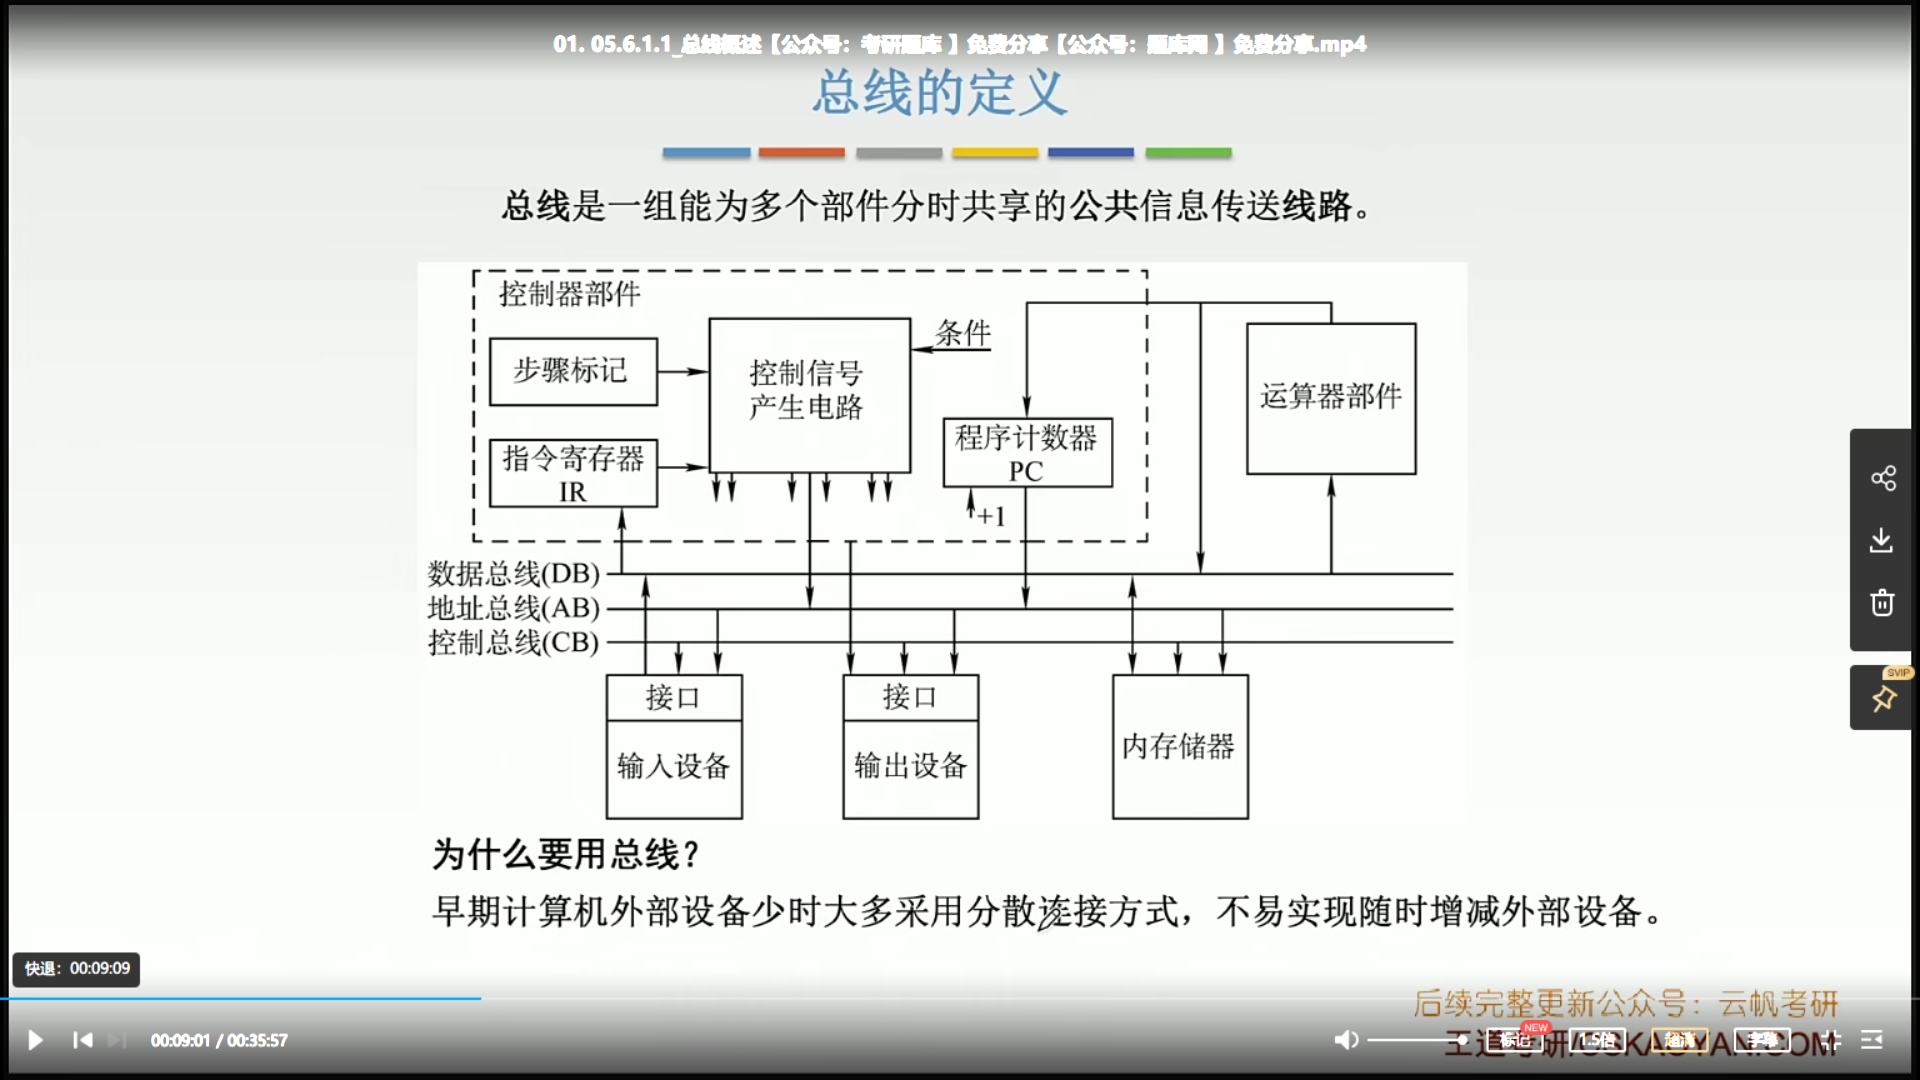 01. 05.6.1.1_总线概述【公众号：考研题库 】免费分享【公众号：题库网 】免费分享.mp4
总线的定义
总线是一组能为多个部件分时共享的公共信息传送线路。
控制器部件
步骤标记
控制信号
产生电路
条件
运算器部件
指令寄存器
IR
程序计数器
PC
+1
数据总线(DB)
地址总线(AB)
控制总线(CB)
接口
输入设备
接口
输出设备
内存储器
为什么要用总线？
早期计算机外部设备少时大多采用分散连接方式，不易实现随时增减外部设备。
SVIP
快退：00:09:09
后续完整更新公众号：云帆考研
王道考研/CSKAOYAN.COM
00:09:01 / 00:35:57
标记
NEW
1.5倍
超清
字幕